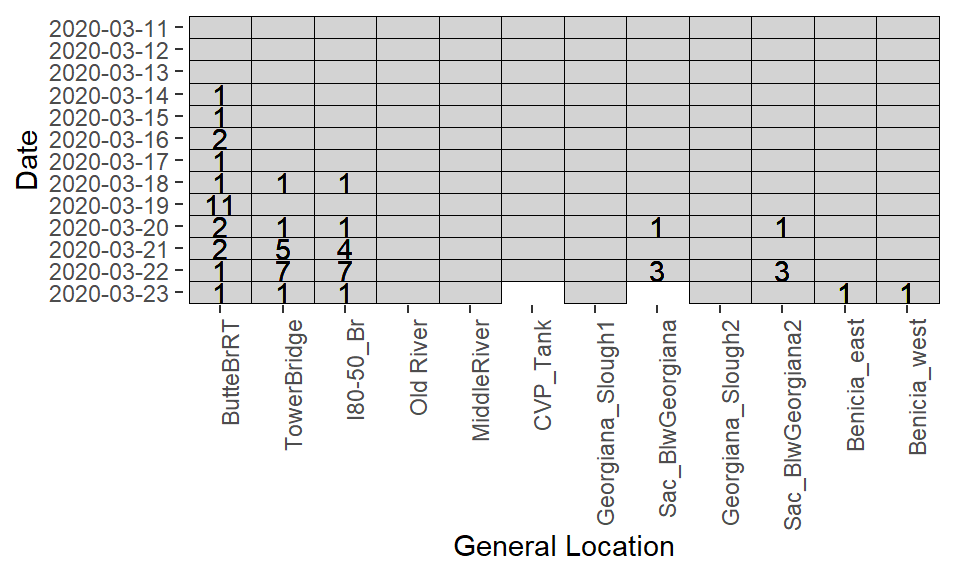 2020-03-11
2020-03-12
2020-03-13
2020-03-14 1
2020-03-15 1
2020-03-16 2
2020-03-17 1
2020-03-18 1 1 1
2020-03-19 11
2020-03-20 2 1 1 1 1
2020-03-21 2 5 4
2020-03-22 1 7 7 3 3
2020-03-23 1 1 1 1 1
Date
ButteBrRT
TowerBridge
I80-50_Br
Old River
MiddleRiver
CVP_Tank
Georgiana_Slough1
Sac_BlwGeorgiana
Georgiana_Slough2
Sac_BlwGeorgiana2
Benicia_east
Benicia_west
General Location